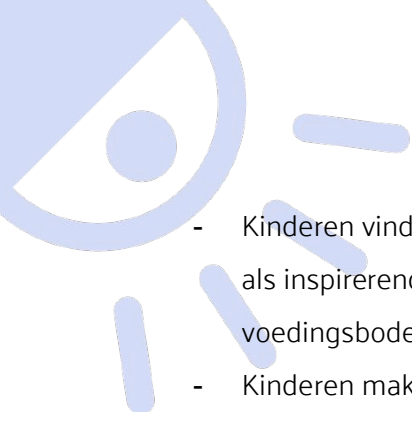 - Kinderen vind
als inspirerend
voedingsbode
- Kinderen mak